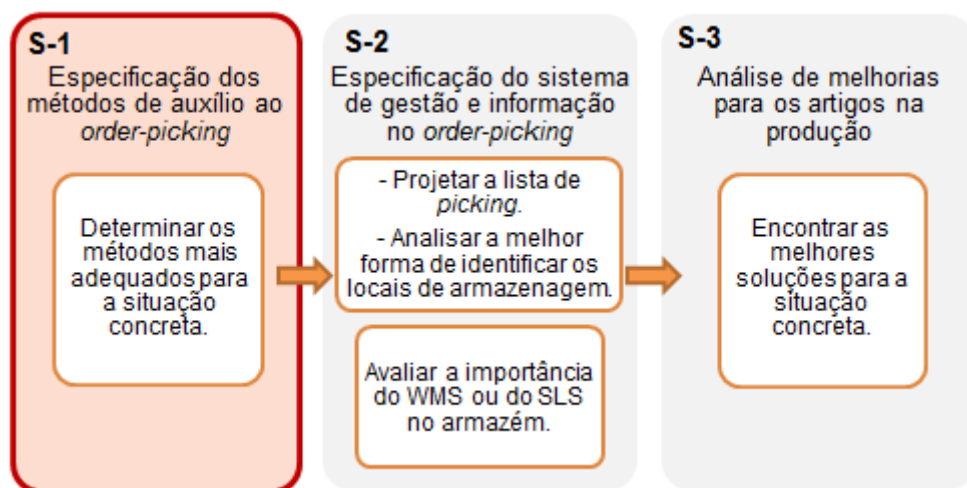 S-1
Especificação dos
métodos de auxílio ao
order-picking
Determinar os
métodos mais
adequados para
a situação
concreta.
S-2
Especificação do sistema
de gestão e informação
no order-picking
- Projetar a lista de
picking.
- Analisar a melhor
forma de identificar os
locais de armazenagem.
Avaliar a importância
do WMS ou do SLS
no armazém.
S-3
Análise de melhorias
para os artigos na
produção
Encontrar as
melhores
soluções para a
situação
concreta.